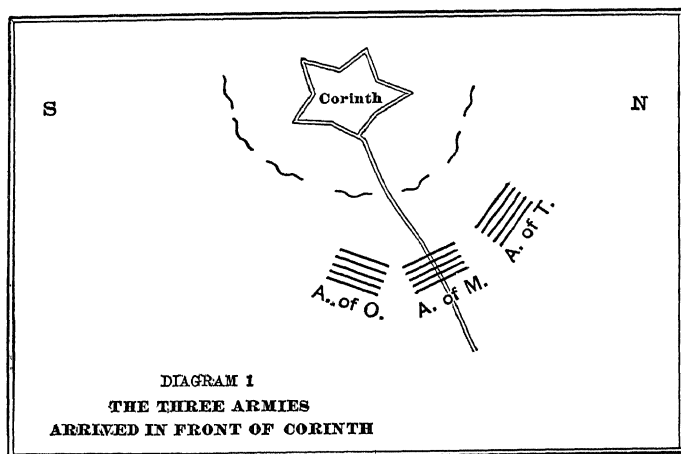 Corinth
S
N
A. of T.
A. of O.
A. of M.
DIAGRAM 1
THE THREE ARMIES
ARRIVED IN FRONT OF CORINTH